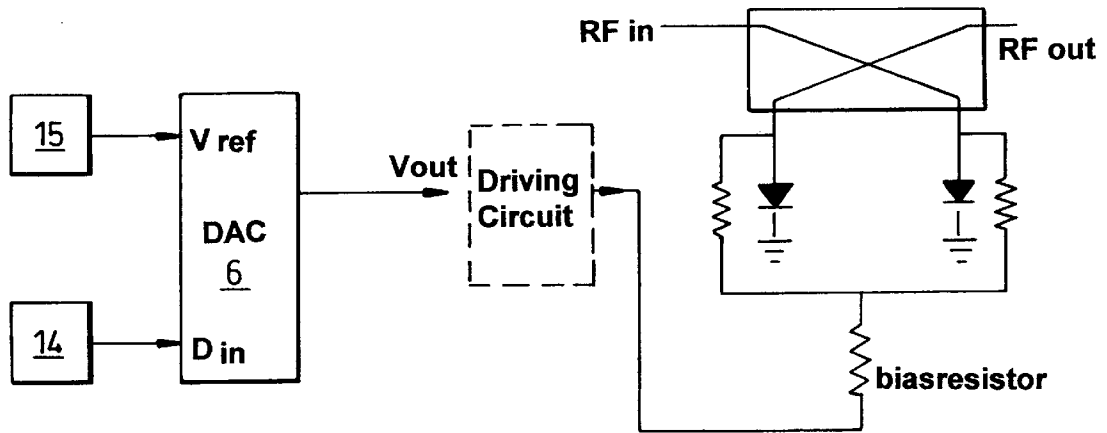 RF in
RF out
15
V ref
Vout
Driving
Circuit
DAC
6
14
D in
biasresistor